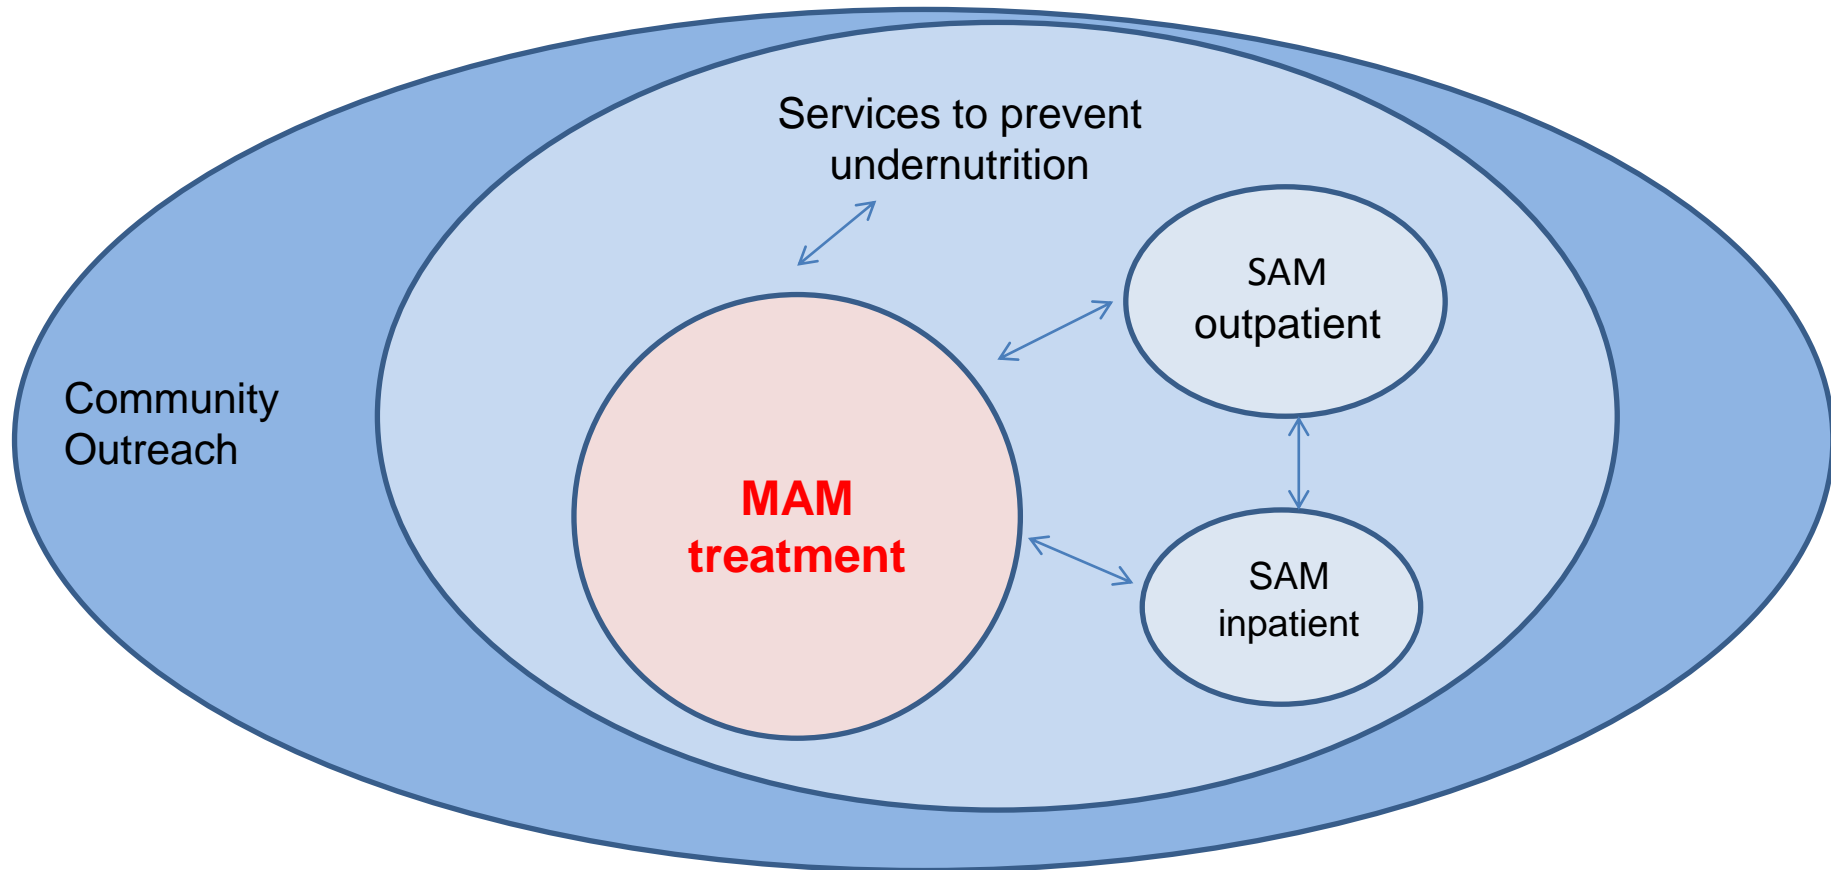 Services to prevent
undernutrition
SAM
outpatient
Community
Outreach
MAM
treatment
SAM
inpatient